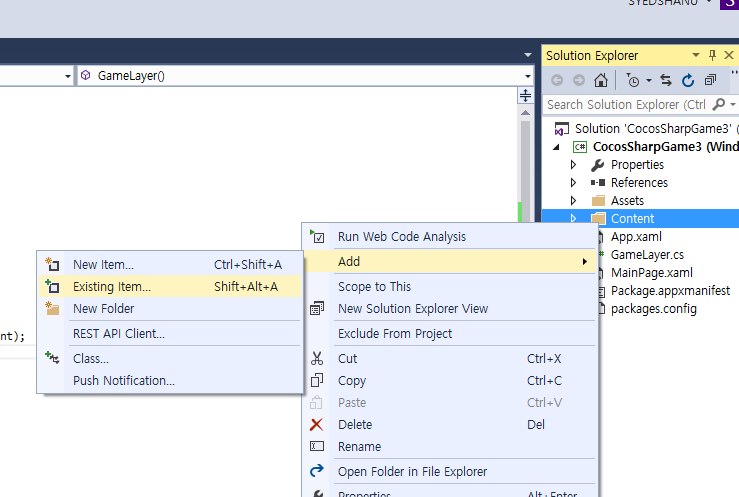 SYEDSHANU
GameLayer()
Solution Explorer
Search Solution Explorer (Ctrl
Solution 'CocosSharpGame3' (
C# CocosSharpGame3 (Wind
Properties
References
Assets
Content
App.xaml
GameLayer.cs
MainPage.xaml
Package.appxmanifest
packages.config
Run Web Code Analysis
Add
Scope to This
New Solution Explorer View
Exclude From Project
Cut Ctrl+X
Copy Ctrl+C
Paste Ctrl+V
Delete Del
Rename
Open Folder in File Explorer
Properties Alt+Enter
New Item... Ctrl+Shift+A
Existing Item... Shift+Alt+A
New Folder
REST API Client...
Class...
Push Notification...
nt);